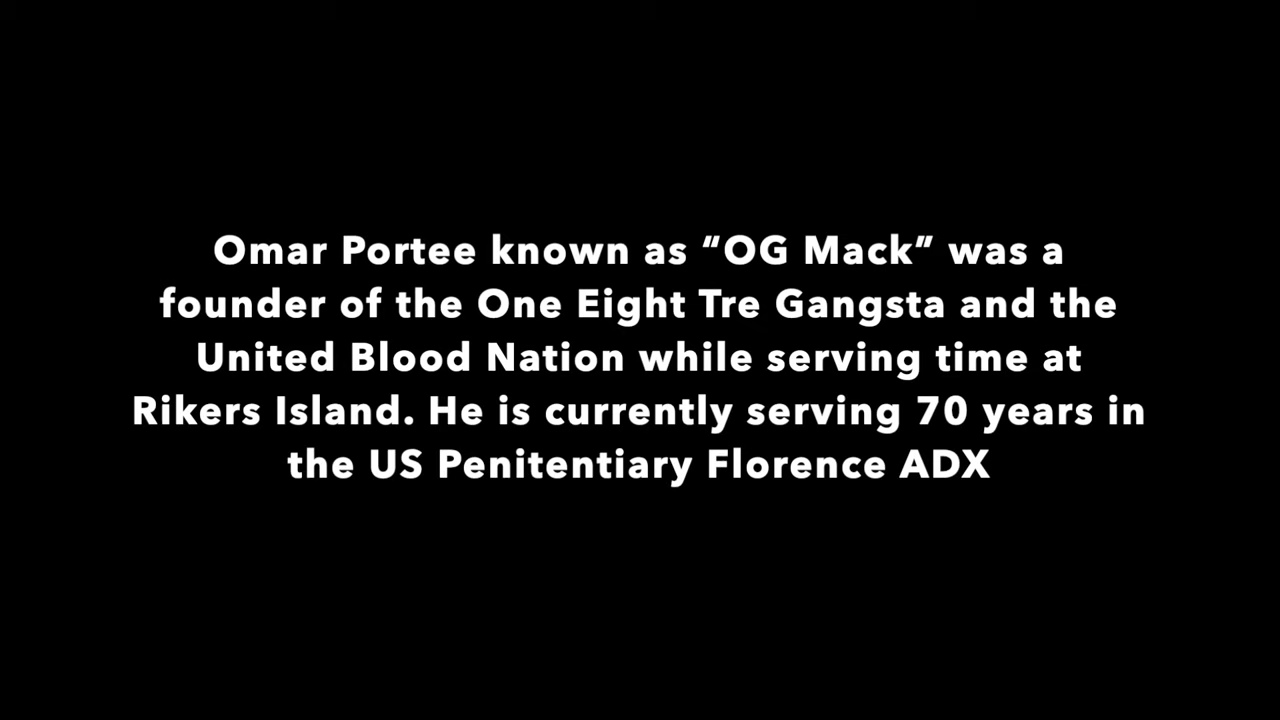 Omar Portee known as “OG Mack” was a
founder of the One Eight Tre Gangsta and the
United Blood Nation while serving time at
Rikers Island. He is currently serving 70 years in
the US Penitentiary Florence ADX